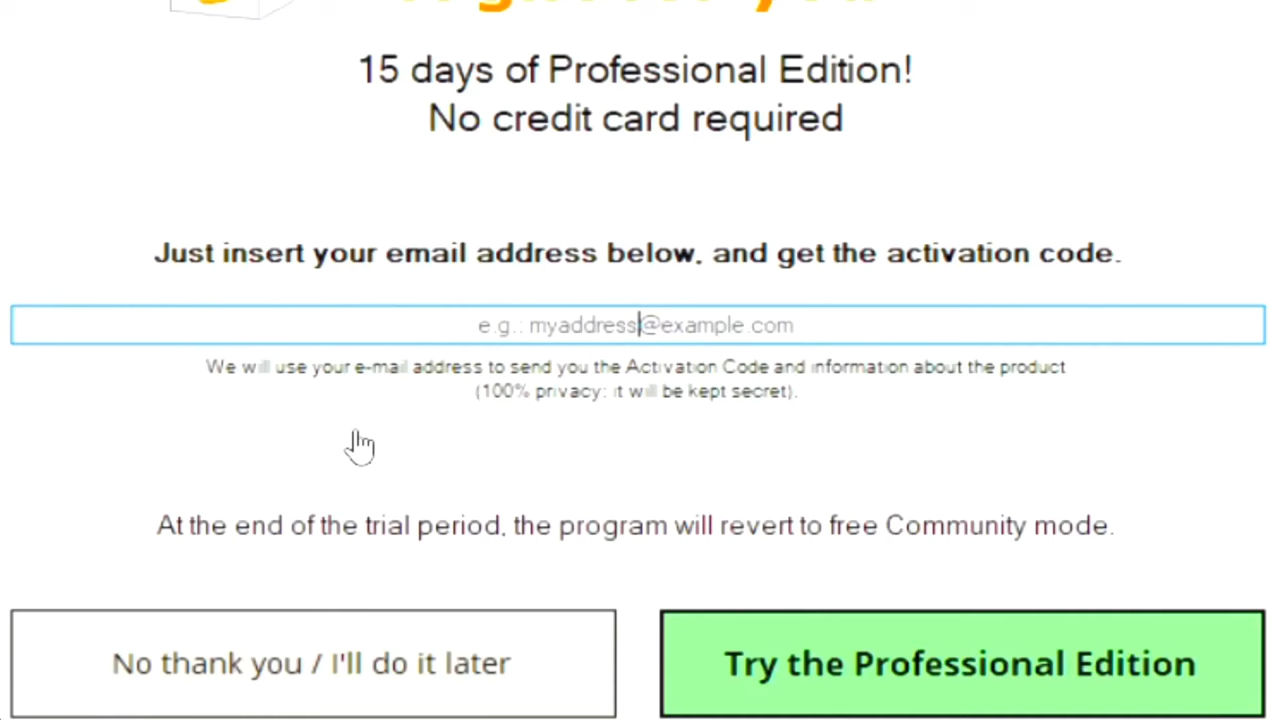 15 days of Professional Edition!
No credit card required
Just insert your email address below, and get the activation code.
e.g.: myaddress@example.com
We will use your e-mail address to send you the Activation Code and information about the product
(100% privacy: it will be kept secret).
At the end of the trial period, the program will revert to free Community mode.
No thank you / I'll do it later
Try the Professional Edition